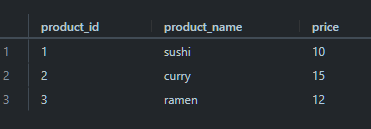 product_id product_name price
1 1 sushi 10
2 2 curry 15
3 3 ramen 12